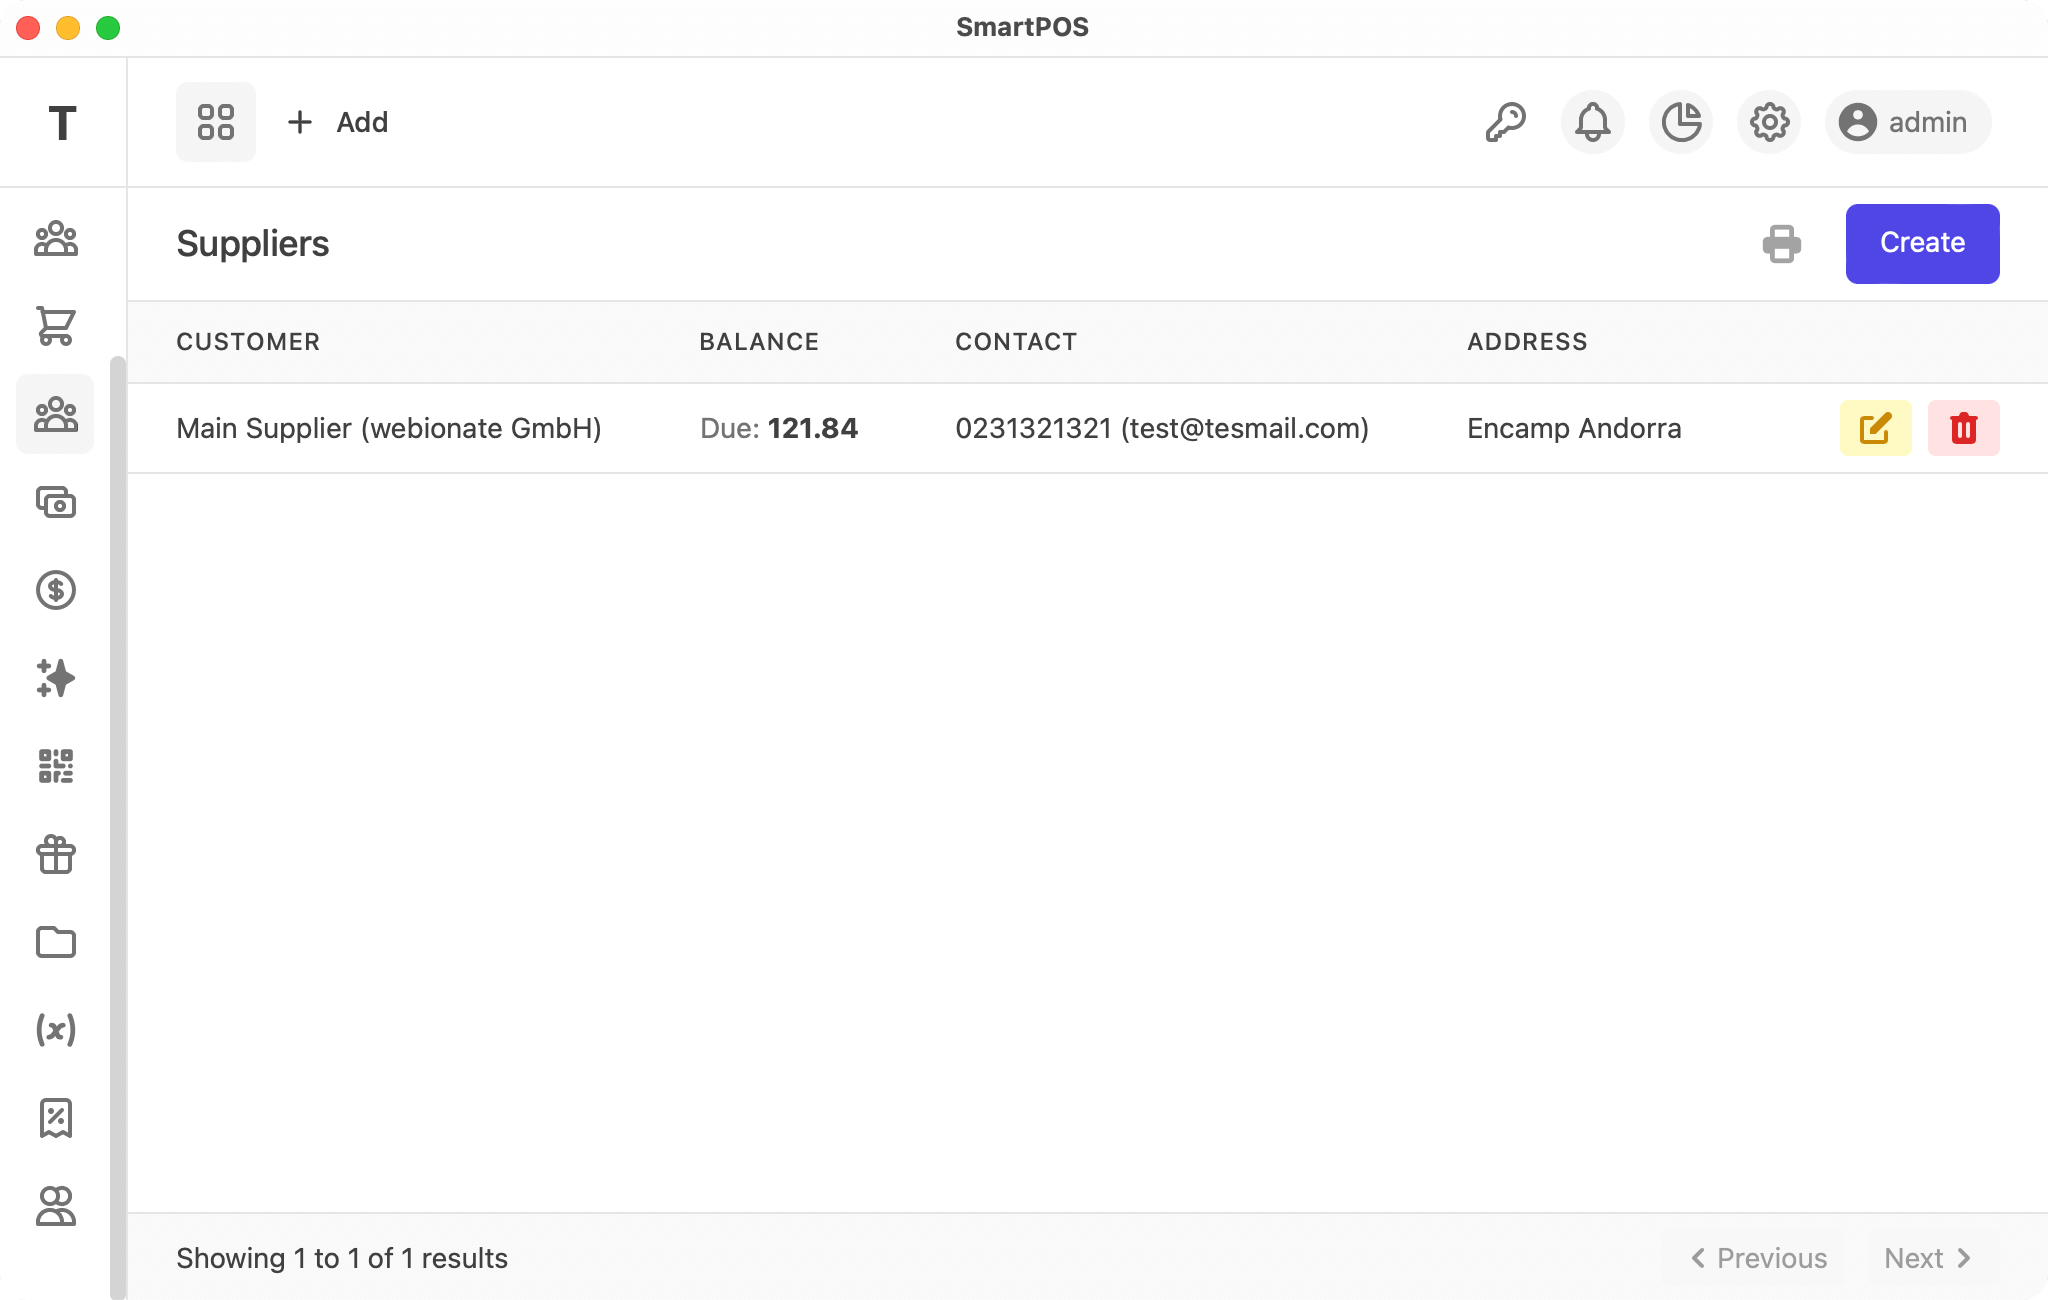 SmartPOS
T
Add
admin
Suppliers
Create
CUSTOMER BALANCE CONTACT ADDRESS
Main Supplier (webionate GmbH) Due: 121.84 0231321321 (test@tesmail.com) Encamp Andorra
Showing 1 to 1 of 1 results
Previous Next